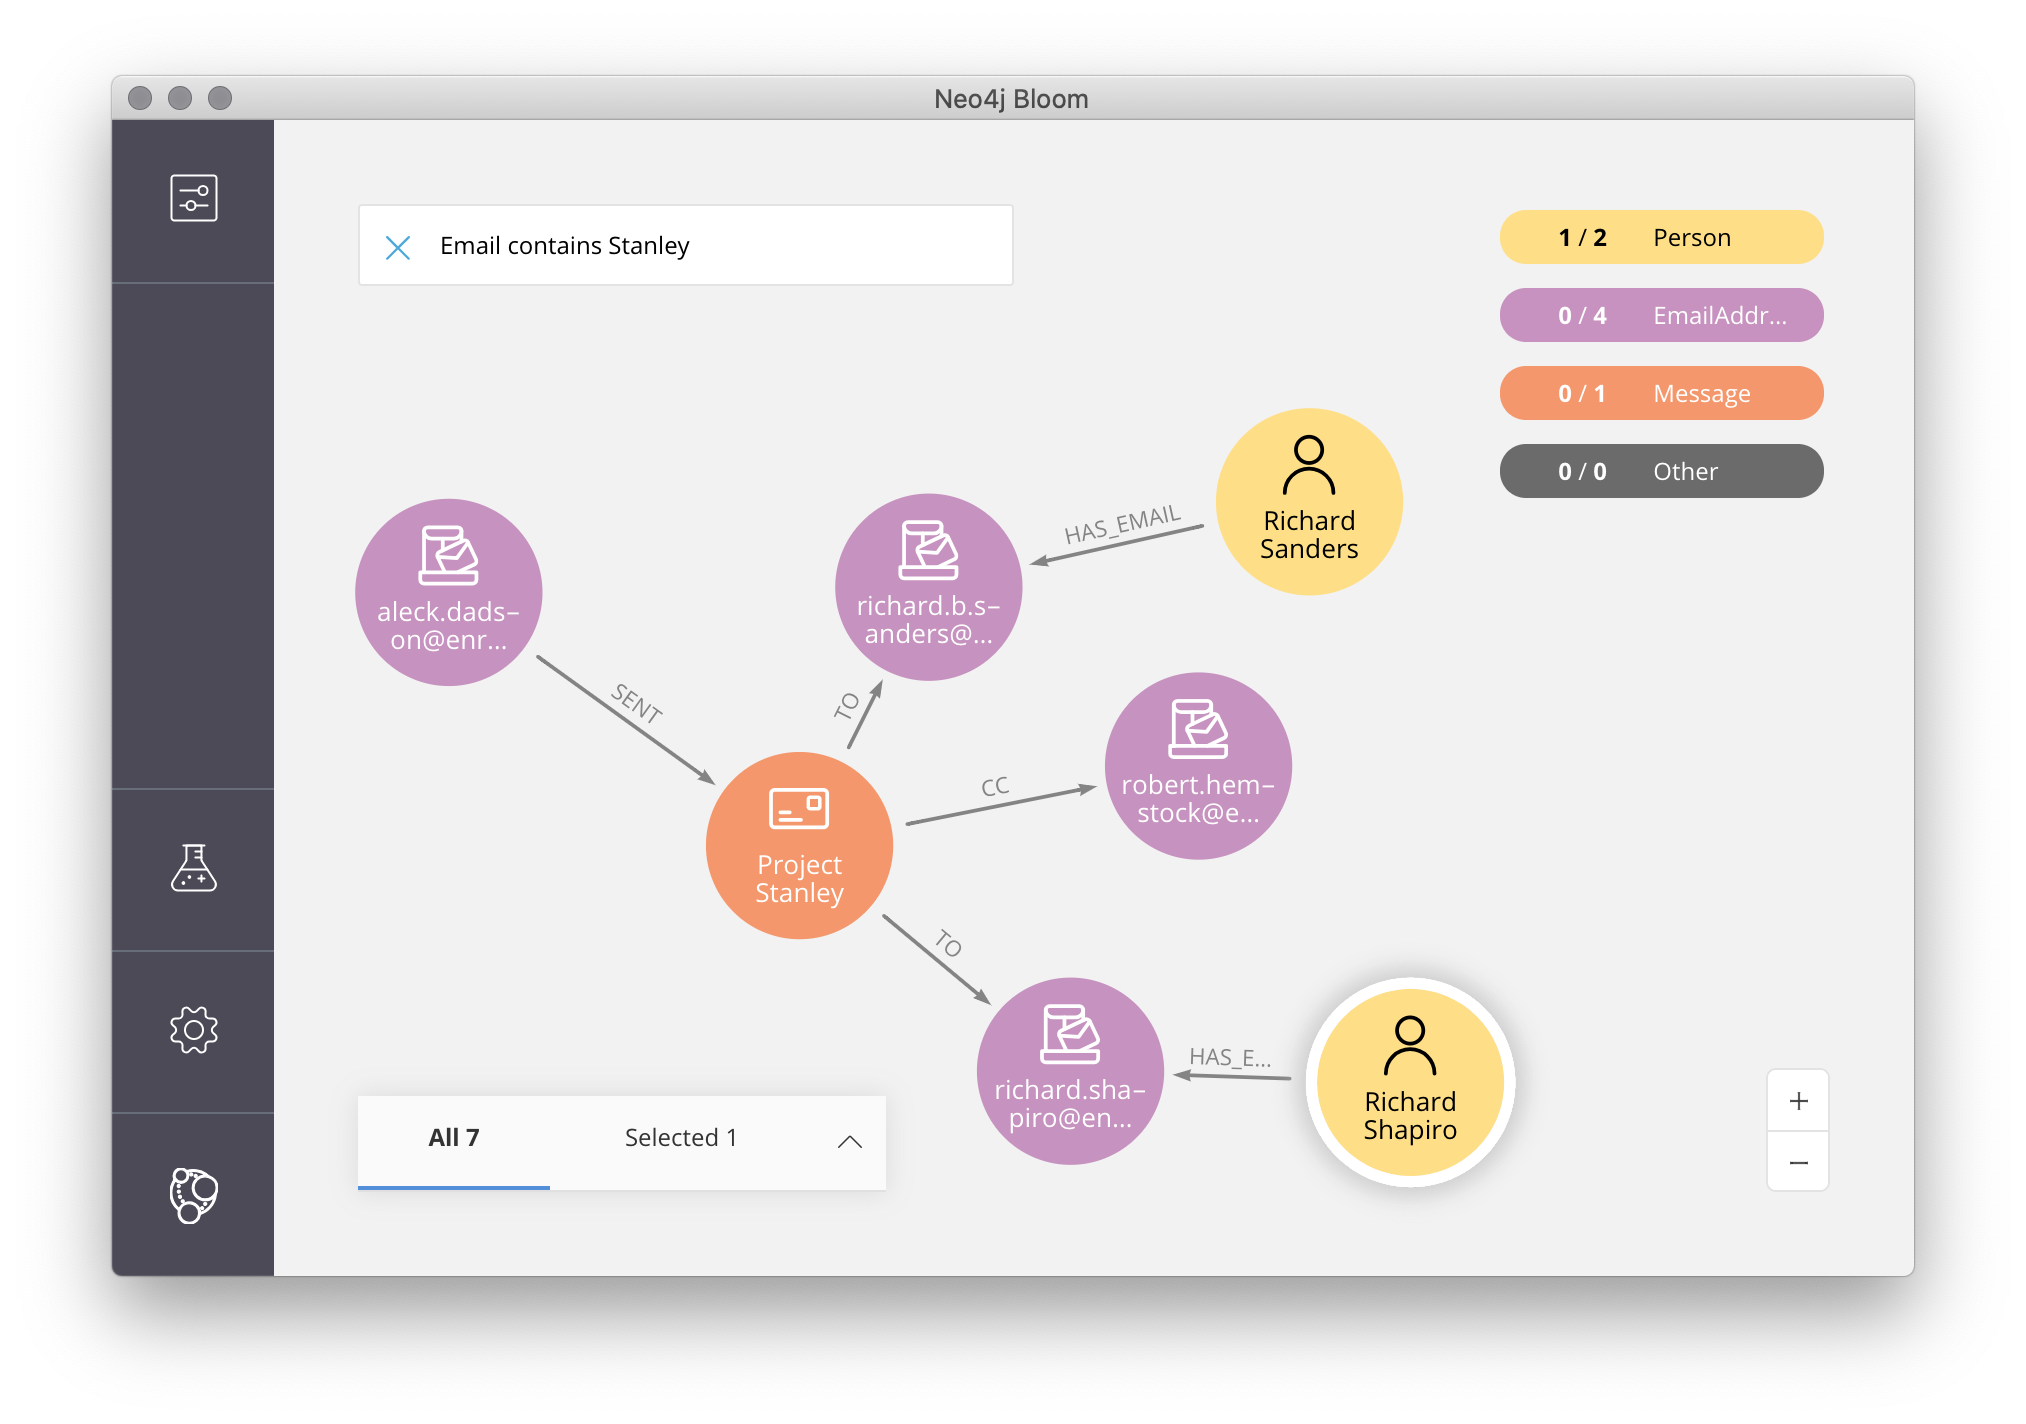 Neo4j Bloom
Email contains Stanley
1 / 2 Person
0 / 4 EmailAddr...
0 / 1 Message
0 / 0 Other
Richard
Sanders
HAS_EMAIL
aleck.dads–
on@enr...
richard.b.s–
anders@...
SENT
TO
CC
robert.hem–
stock@e...
Project
Stanley
TO
richard.sha–
piro@en...
HAS_E...
Richard
Shapiro
All 7 Selected 1
+
−